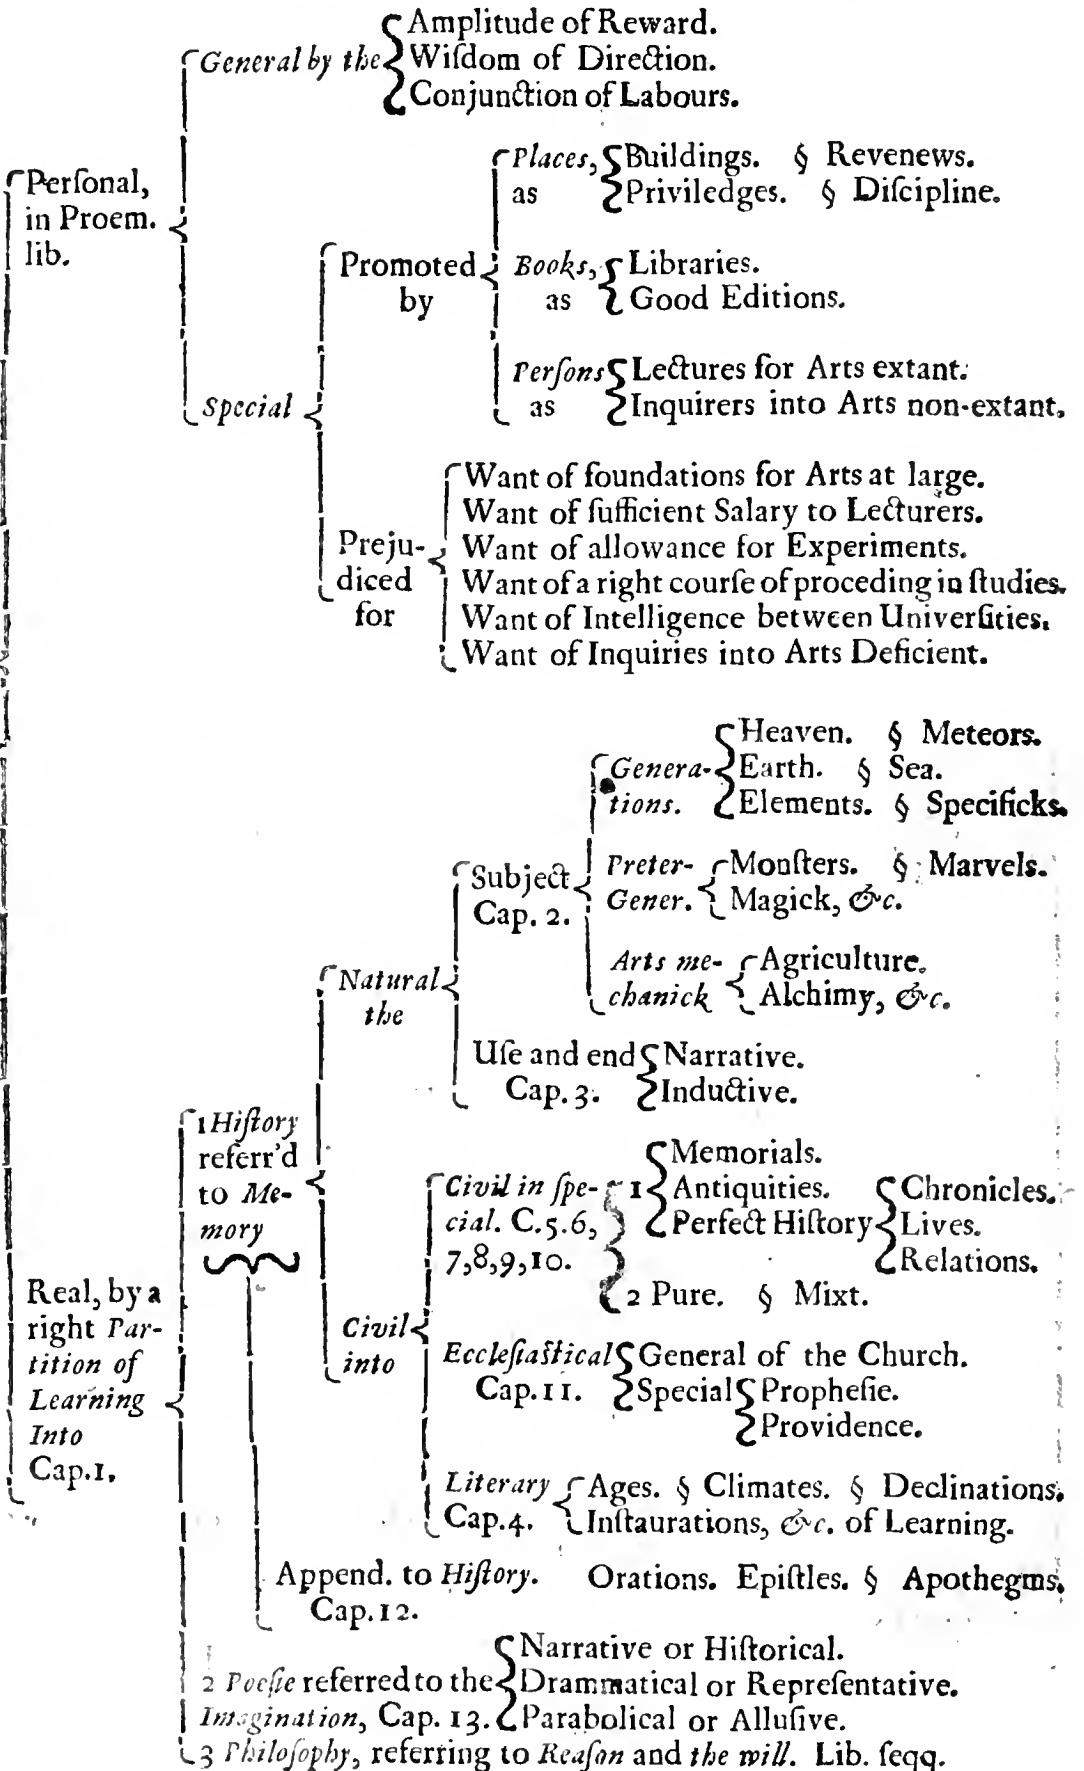 General by the
Amplitude of Reward.
Wiſdom of Direction.
Conjunction of Labours.
Perſonal,
in Proem.
lib.
Places, as
Buildings. § Revenews.
Priviledges. § Diſcipline.
Promoted by
Books, as
Libraries.
Good Editions.
Special
Perſons as
Lectures for Arts extant.
Inquirers into Arts non-extant.
Preju-
diced
for
Want of foundations for Arts at large.
Want of ſufficient Salary to Lecturers.
Want of allowance for Experiments.
Want of a right courſe of proceding in ſtudies.
Want of Intelligence between Univerſities.
Want of Inquiries into Arts Deficient.
Genera-
tions.
Heaven. § Meteors.
Earth. § Sea.
Elements. § Specificks.
Subject
Cap. 2.
Preter-
Gener.
Monſters. § Marvels.
Magick, &c.
Arts me-
chanick
Agriculture.
Alchimy, &c.
Natural
the
Uſe and end
Cap. 3.
Narrative.
Inductive.
1 Hiſtory
referr'd
to Me-
mory
Civil in ſpe-
cial. C.5.6,
7,8,9,10.
1
Memorials.
Antiquities.
Perfect Hiſtory
Chronicles.
Lives.
Relations.
2 Pure. § Mixt.
Real, by a
right Par-
tition of
Learning
Into
Cap.1.
Civil
into
Eccleſiaſtical
Cap.11.
General of the Church.
Special
Propheſie.
Providence.
Literary
Cap.4.
Ages. § Climates. § Declinations.
Inſtaurations, &c. of Learning.
Append. to Hiſtory. Orations. Epiſtles. § Apothegms.
Cap.12.
2 Poeſie referred to the
Imagination, Cap. 13.
Narrative or Hiſtorical.
Drammatical or Repreſentative.
Parabolical or Alluſive.
3 Philoſophy, referring to Reaſon and the will. Lib. ſeqq.